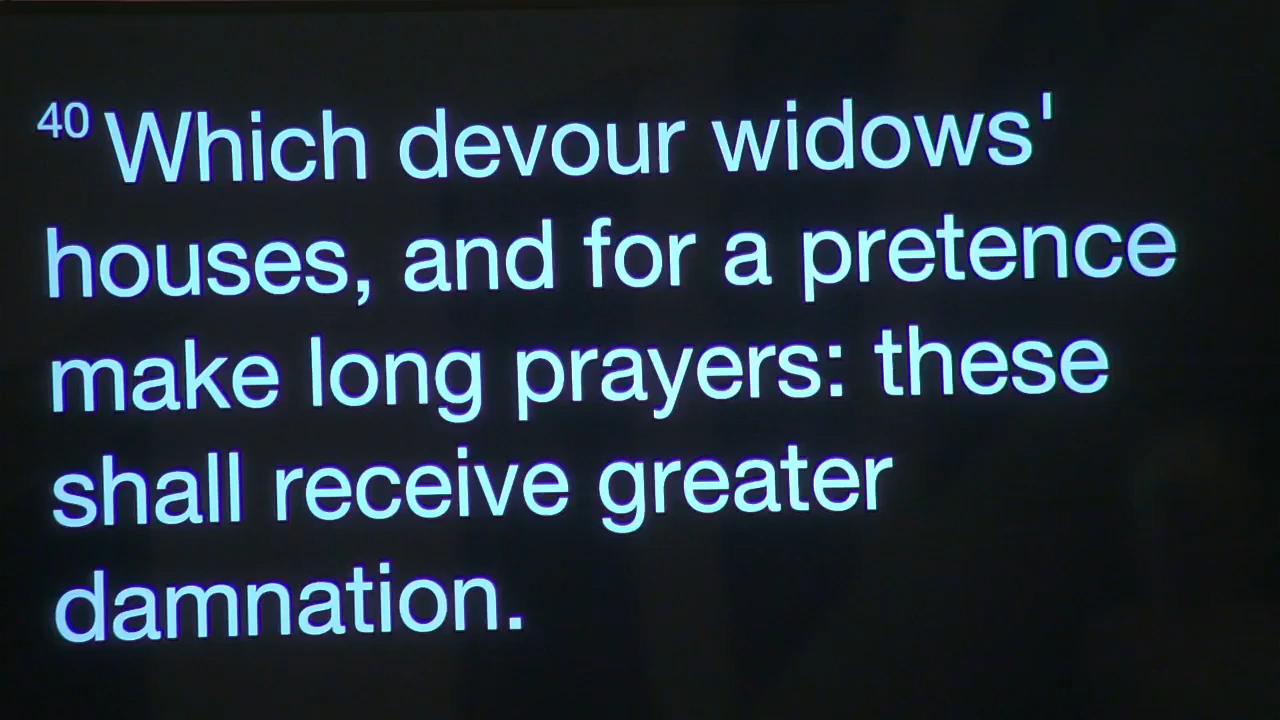 40 Which devour widows'
houses, and for a pretence
make long prayers: these
shall receive greater
damnation.